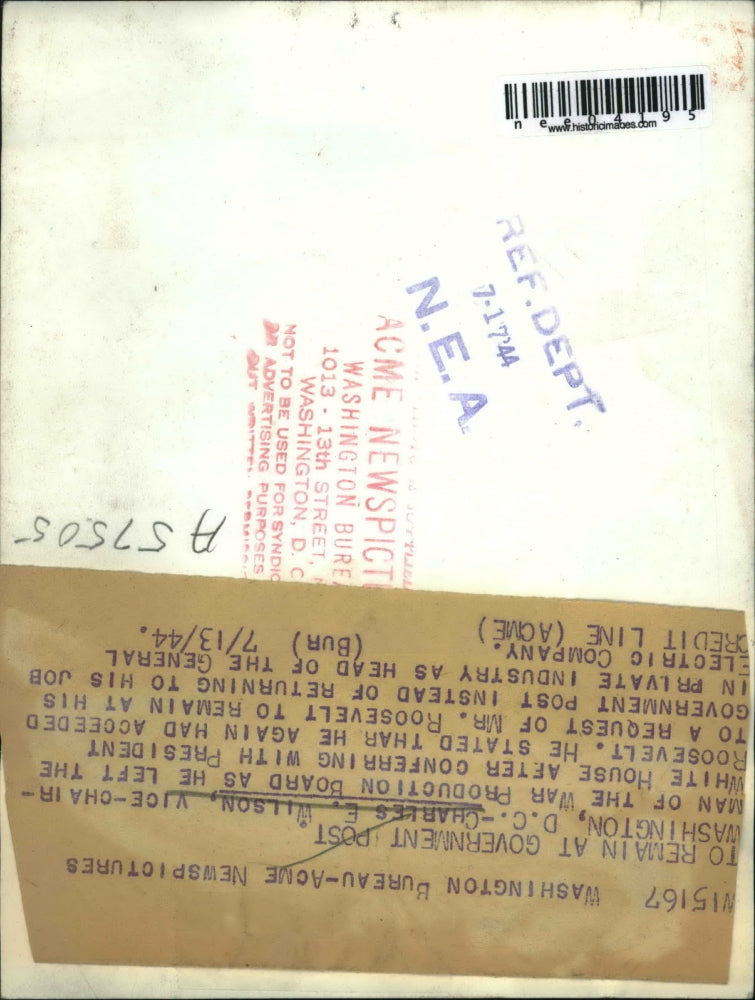 n e e 0 4 1 9 5
www.historicimages.com
REF. DEPT.
7-17-44
N.E.A.
ACME NEWSPICT
WASHINGTON BURE
1013 - 13th STREET,
WASHINGTON, D. C
NOT TO BE USED FOR SYNDIC
OR ADVERTISING PURPOSES
OUT WRITTEN
A 57505
W15167 WASHINGTON BUREAU-ACME NEWSPICTURES
TO REMAIN AT GOVERNMENT POST
WASHINGTON, D.C.-CHARLES E. WILSON, VICE-CHAIR-
MAN OF THE WAR PRODUCTION BOARD AS HE LEFT THE
WHITE HOUSE AFTER CONFERRING WITH PRESIDENT
ROOSEVELT. HE STATED THAR HE AGAIN HAD ACCEEDED
TO A REQUEST OF MR. ROOSEVELT TO REMAIN AT HIS
GOVERNMENT POST INSTEAD OF RETURNING TO HIS JOB
IN PRIVATE INDUSTRY AS HEAD OF THE GENERAL
ELECTRIC COMPANY.
CREDIT LINE (ACME) (BUR) 7/13/44.